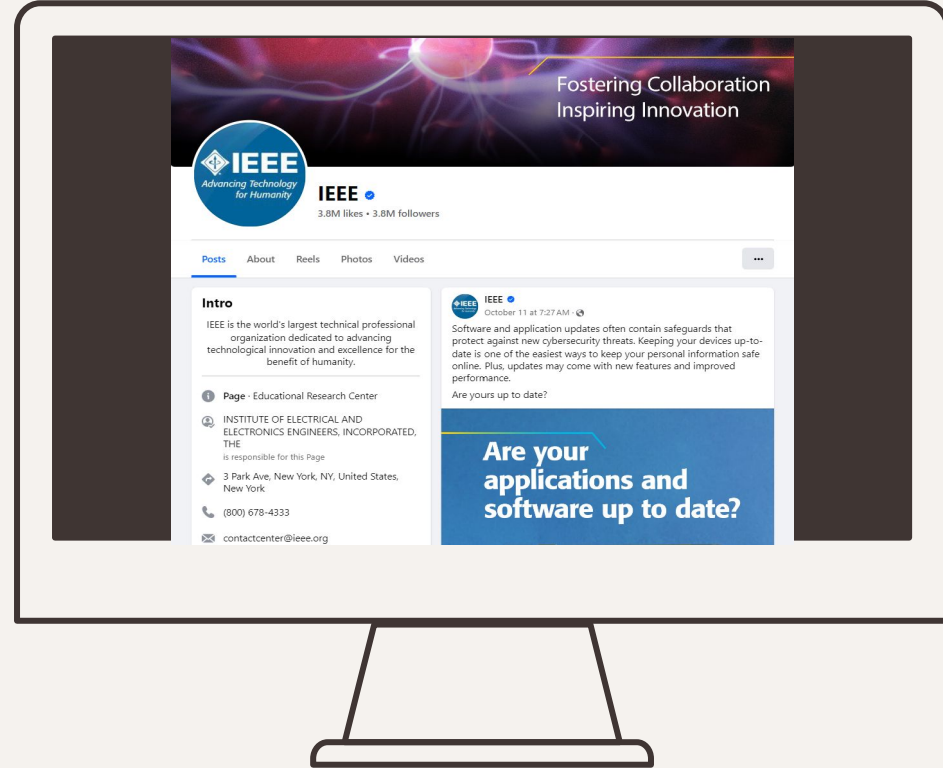 Fostering Collaboration
Inspiring Innovation
IEEE
Advancing Technology
for Humanity
IEEE
3.8M likes • 3.8M followers
Posts About Reels Photos Videos
Intro
IEEE is the world's largest technical professional
organization dedicated to advancing
technological innovation and excellence for the
benefit of humanity.
Page · Educational Research Center
INSTITUTE OF ELECTRICAL AND
ELECTRONICS ENGINEERS, INCORPORATED,
THE
is responsible for this Page
3 Park Ave, New York, NY, United States,
New York
(800) 678-4333
contactcenter@ieee.org
IEEE
IEEE
October 11 at 7:27 AM ·
Software and application updates often contain safeguards that
protect against new cybersecurity threats. Keeping your devices up-to-
date is one of the easiest ways to keep your personal information safe
online. Plus, updates may come with new features and improved
performance.
Are yours up to date?
Are your
applications and
software up to date?